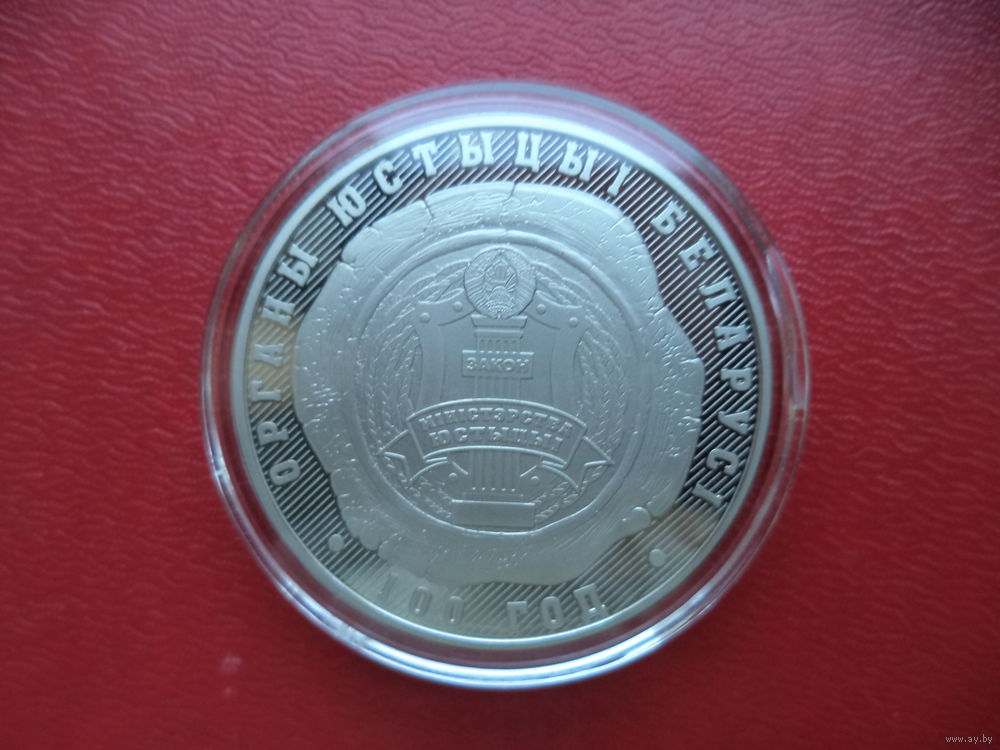 ОРГАНЫ ЮСТЫЦЫІ БЕЛАРУСІ
ЗАКОН
МІНІСТЭРСТВА
ЮСТЫЦЫІ
• 100 ГОД •
www.ay.by